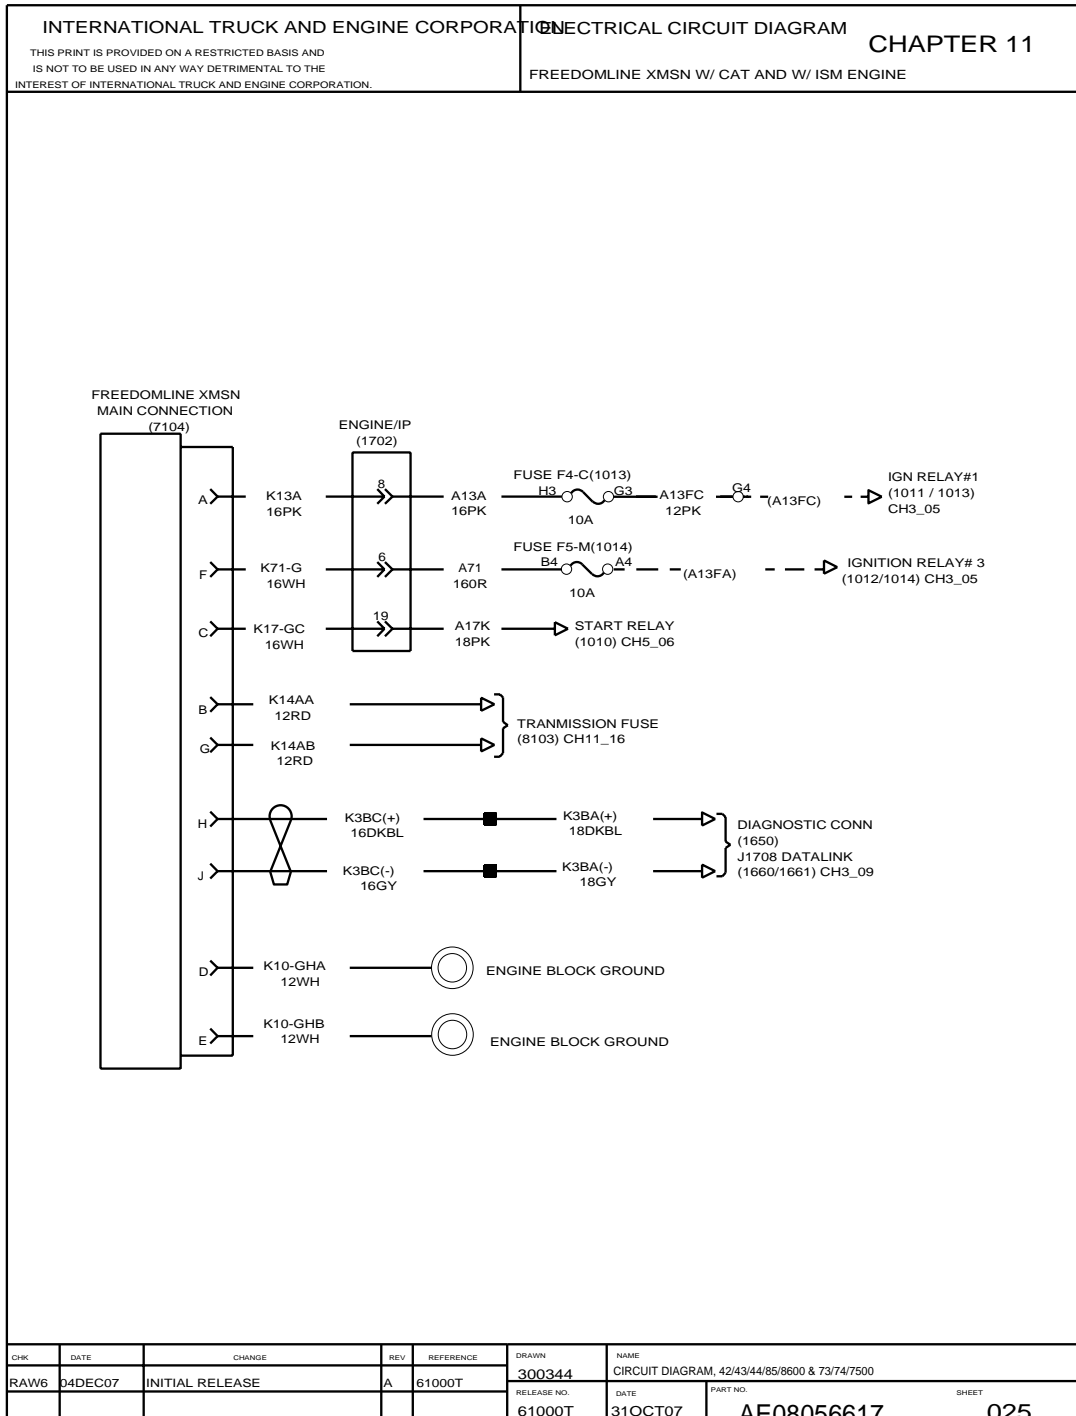 INTERNATIONAL TRUCK AND ENGINE CORPORATION
THIS PRINT IS PROVIDED ON A RESTRICTED BASIS AND
IS NOT TO BE USED IN ANY WAY DETRIMENTAL TO THE
INTEREST OF INTERNATIONAL TRUCK AND ENGINE CORPORATION.
ELECTRICAL CIRCUIT DIAGRAM
CHAPTER 11
FREEDOMLINE XMSN W/ CAT AND W/ ISM ENGINE
FREEDOMLINE XMSN
MAIN CONNECTION
(7104)
ENGINE/IP
(1702)
A
K13A
16PK
8
A13A
16PK
FUSE F4-C(1013)
H3
G3
10A
A13FC
12PK
G4
(A13FC)
IGN RELAY#1
(1011 / 1013)
CH3_05
F
K71-G
16WH
6
A71
160R
FUSE F5-M(1014)
B4
A4
10A
(A13FA)
IGNITION RELAY# 3
(1012/1014) CH3_05
C
K17-GC
16WH
19
A17K
18PK
START RELAY
(1010) CH5_06
B
K14AA
12RD
G
K14AB
12RD
TRANMISSION FUSE
(8103) CH11_16
H
K3BC(+)
16DKBL
K3BA(+)
18DKBL
J
K3BC(-)
16GY
K3BA(-)
18GY
DIAGNOSTIC CONN
(1650)
J1708 DATALINK
(1660/1661) CH3_09
D
K10-GHA
12WH
ENGINE BLOCK GROUND
E
K10-GHB
12WH
ENGINE BLOCK GROUND
CHK DATE CHANGE REV REFERENCE
RAW6 04DEC07 INITIAL RELEASE A 61000T
DRAWN
300344
NAME
CIRCUIT DIAGRAM, 42/43/44/85/8600 & 73/74/7500
RELEASE NO.
61000T
DATE
31OCT07
PART NO.
AE08056617
SHEET
025